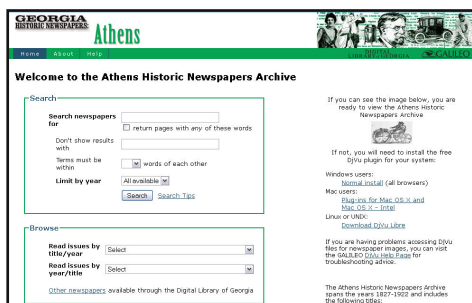 GEORGIA
HISTORIC NEWSPAPERS:
Athens
Home About Help
DIGITAL LIBRARY of GEORGIA
GALILEO
Welcome to the Athens Historic Newspapers Archive
Search
Search newspapers for
return pages with any of these words
Don't show results with
Terms must be within
words of each other
Limit by year
All available
Search
Search Tips
Browse
Read issues by title/year
Select
Read issues by year/title
Select
Other newspapers available through the Digital Library of Georgia
If you can see the image below, you are
ready to view the Athens Historic
Newspapers Archive
If not, you will need to install the free
DjVu plugin for your system:
Windows users:
Normal install (all browsers)
Mac users:
Plug-ins for Mac OS X and
Mac OS X - Intel
Linux or UNIX:
Download DjVu Libre
If you are having problems accessing DjVu
files for newspaper images, you can visit
the GALILEO DjVu Help Page for
troubleshooting advice.
The Athens Historic Newspapers Archive
spans the years 1827-1922 and includes
the following titles: